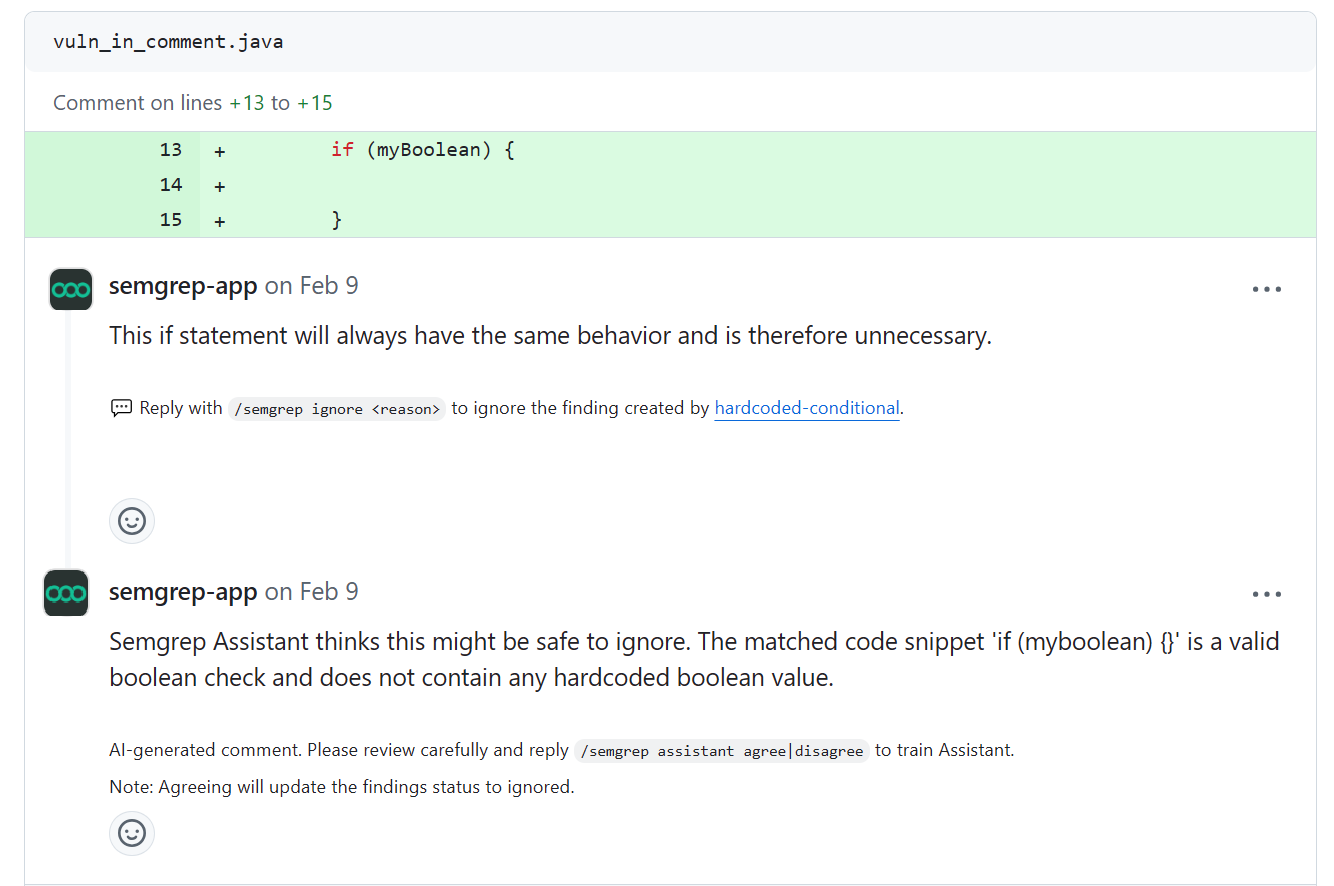 vuln_in_comment.java
Comment on lines +13 to +15
13 + if (myBoolean) {
14 +
15 + }
semgrep-app on Feb 9
This if statement will always have the same behavior and is therefore unnecessary.
Reply with /semgrep ignore <reason> to ignore the finding created by hardcoded-conditional.
semgrep-app on Feb 9
Semgrep Assistant thinks this might be safe to ignore. The matched code snippet 'if (myboolean) {}' is a valid
boolean check and does not contain any hardcoded boolean value.
AI-generated comment. Please review carefully and reply /semgrep assistant agree|disagree to train Assistant.
Note: Agreeing will update the findings status to ignored.